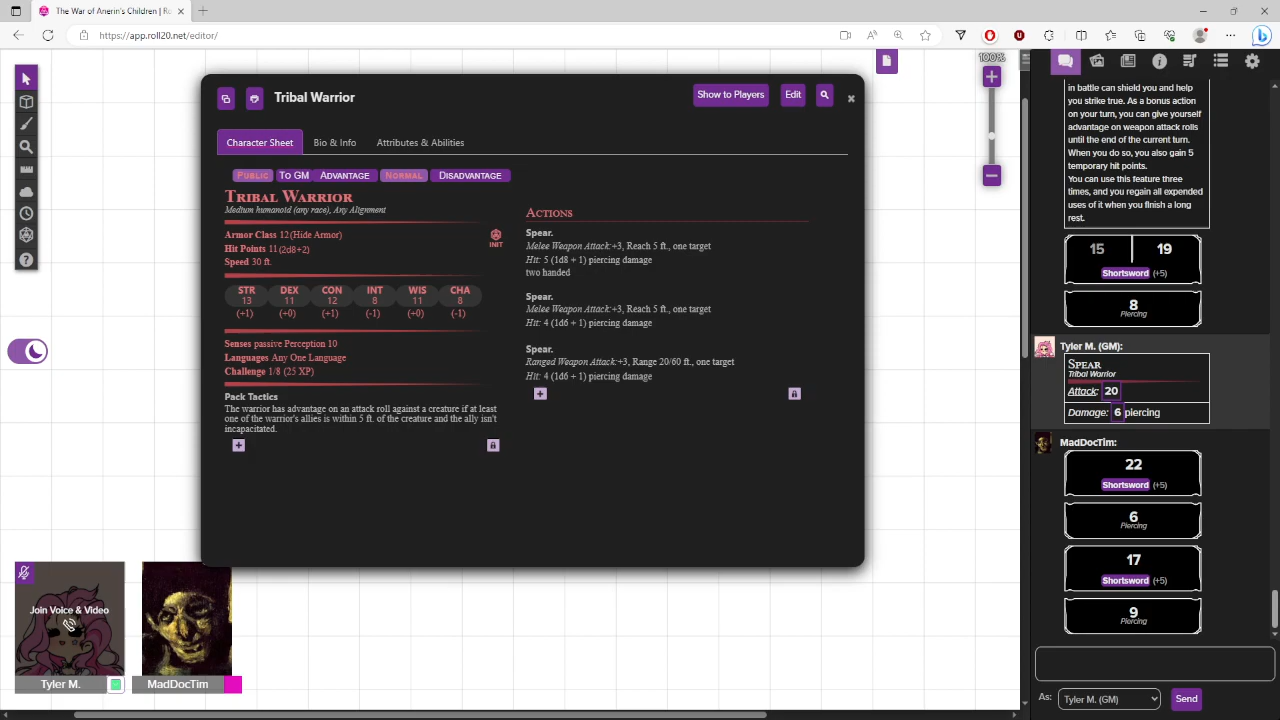 The War of Anerin's Children | Ro
https://app.roll20.net/editor/
100%
Tribal Warrior
Show to Players
Edit
Character Sheet
Bio & Info
Attributes & Abilities
PUBLIC
TO GM
ADVANTAGE
NORMAL
DISADVANTAGE
TRIBAL WARRIOR
Medium humanoid (any race), Any Alignment
Armor Class 12 (Hide Armor)
Hit Points 11 (2d8+2)
Speed 30 ft.
INIT
STR DEX CON INT WIS CHA
13 11 12 8 11 8
(+1) (+0) (+1) (-1) (+0) (-1)
Senses passive Perception 10
Languages Any One Language
Challenge 1/8 (25 XP)
Pack Tactics
The warrior has advantage on an attack roll against a creature if at least
one of the warrior's allies is within 5 ft. of the creature and the ally isn't
incapacitated.
+
ACTIONS
Spear.
Melee Weapon Attack:+3, Reach 5 ft., one target
Hit: 5 (1d8 + 1) piercing damage
two handed
Spear.
Melee Weapon Attack:+3, Reach 5 ft., one target
Hit: 4 (1d6 + 1) piercing damage
Spear.
Ranged Weapon Attack:+3, Range 20/60 ft., one target
Hit: 4 (1d6 + 1) piercing damage
+
Join Voice & Video
Tyler M.
MadDocTim
in battle can shield you and help
you strike true. As a bonus action
on your turn, you can give yourself
advantage on weapon attack rolls
until the end of the current turn.
When you do so, you also gain 5
temporary hit points.
You can use this feature three
times, and you regain all expended
uses of it when you finish a long
rest.
15 19
Shortsword (+5)
8
Piercing
Tyler M. (GM):
SPEAR
Tribal Warrior
Attack: 20
Damage: 6 piercing
MadDocTim:
22
Shortsword (+5)
6
Piercing
17
Shortsword (+5)
9
Piercing
As:
Tyler M. (GM)
Send